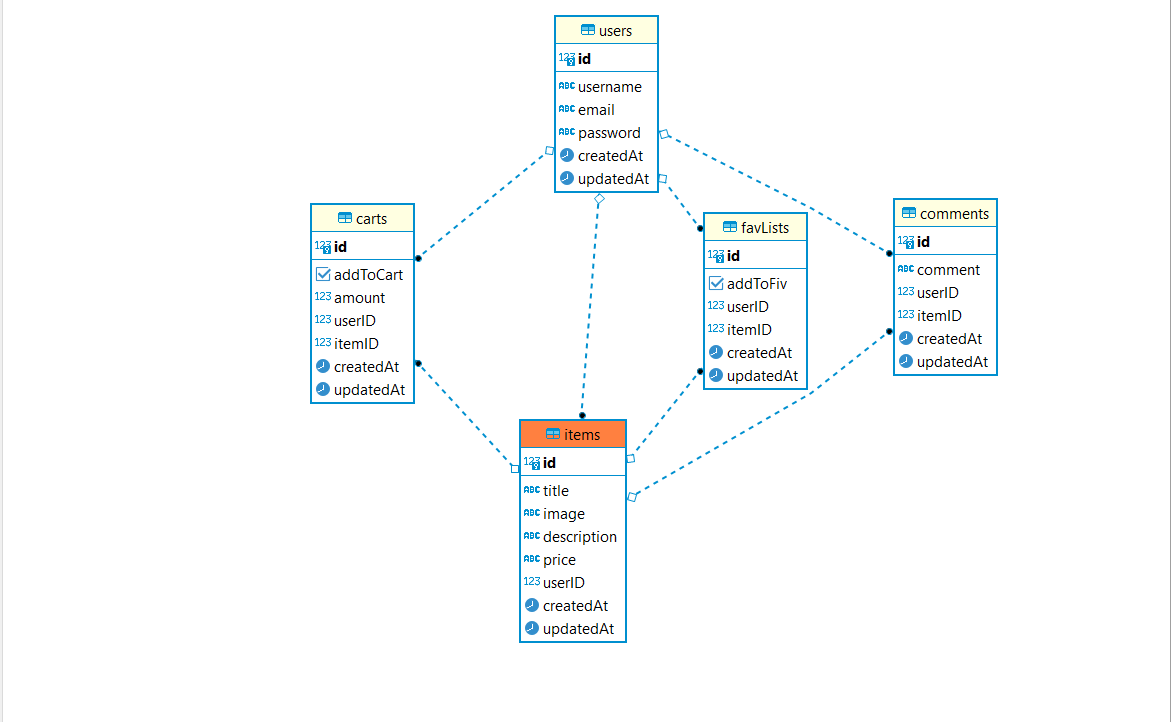 users
123 id
ABC username
ABC email
ABC password
createdAt
updatedAt
carts
123 id
addToCart
123 amount
123 userID
123 itemID
createdAt
updatedAt
favLists
123 id
addToFiv
123 userID
123 itemID
createdAt
updatedAt
comments
123 id
ABC comment
123 userID
123 itemID
createdAt
updatedAt
items
123 id
ABC title
ABC image
ABC description
ABC price
123 userID
createdAt
updatedAt